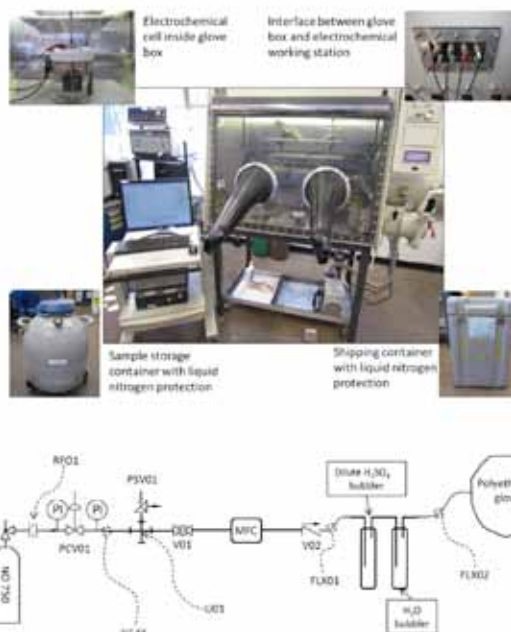 Electrochemical
cell inside glove
box
Interface between glove
box and electrochemical
working station
Sample storage
container with liquid
nitrogen protection
Shipping container
with liquid nitrogen
protection
RFO1
PSV01
Dilute H₂SO₄
bubbler
PI
PI
PCV01
V01
MFC
V02
FLX01
FLX02
NO 750
H₂O
bubbler